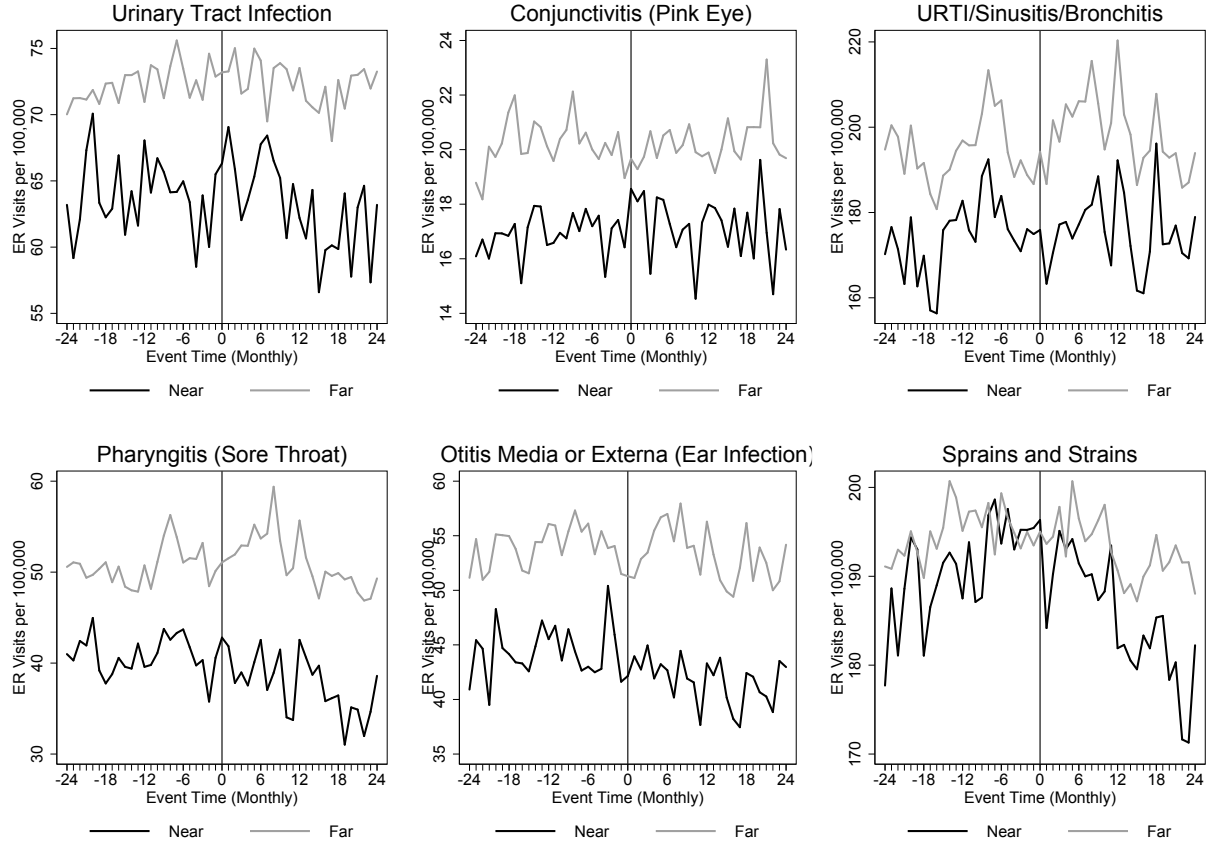 Urinary Tract Infection
ER Visits per 100,000
75
70
65
60
55
-24 -18 -12 -6 0 6 12 18 24
Event Time (Monthly)
Near Far
Conjunctivitis (Pink Eye)
ER Visits per 100,000
24
22
20
18
16
14
-24 -18 -12 -6 0 6 12 18 24
Event Time (Monthly)
Near Far
URTI/Sinusitis/Bronchitis
ER Visits per 100,000
220
200
180
160
-24 -18 -12 -6 0 6 12 18 24
Event Time (Monthly)
Near Far
Pharyngitis (Sore Throat)
ER Visits per 100,000
60
50
40
30
-24 -18 -12 -6 0 6 12 18 24
Event Time (Monthly)
Near Far
Otitis Media or Externa (Ear Infection)
ER Visits per 100,000
60
55
50
45
40
35
-24 -18 -12 -6 0 6 12 18 24
Event Time (Monthly)
Near Far
Sprains and Strains
ER Visits per 100,000
200
190
180
170
-24 -18 -12 -6 0 6 12 18 24
Event Time (Monthly)
Near Far